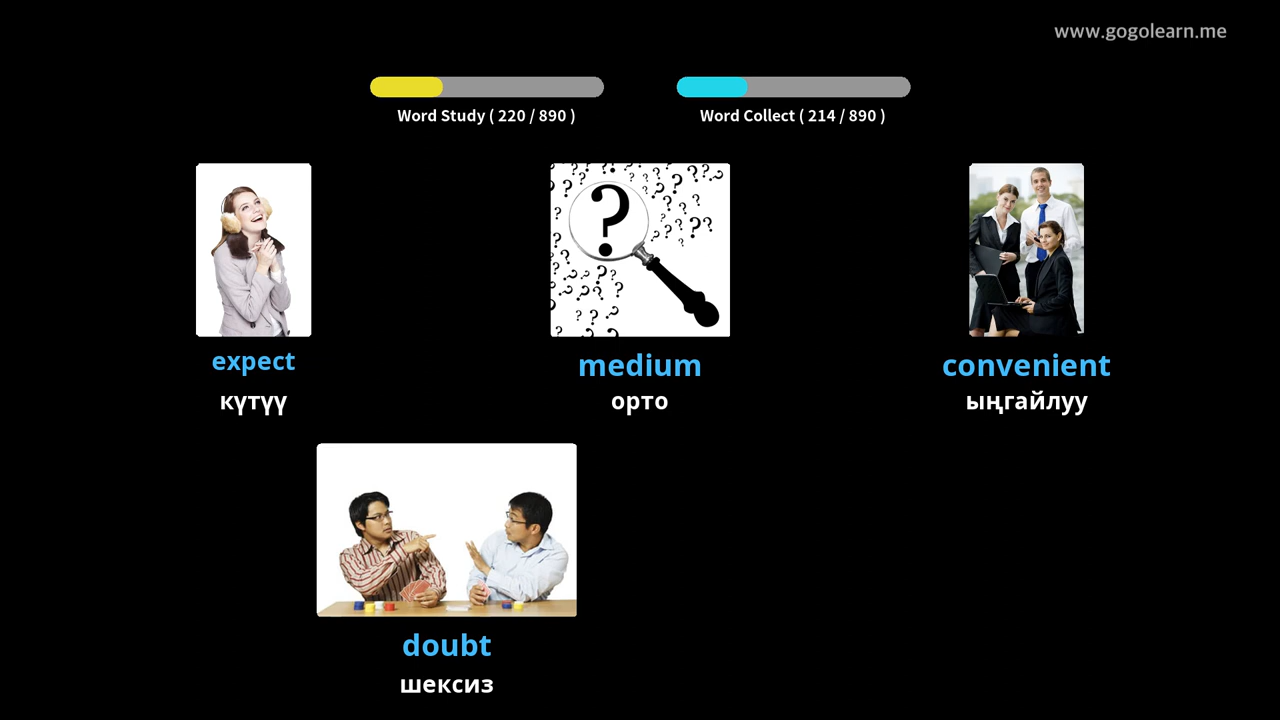 www.gogolearn.me
Word Study ( 220 / 890 )
Word Collect ( 214 / 890 )
expect
medium
convenient
күтүү
орто
ыңгайлуу
doubt
шексиз